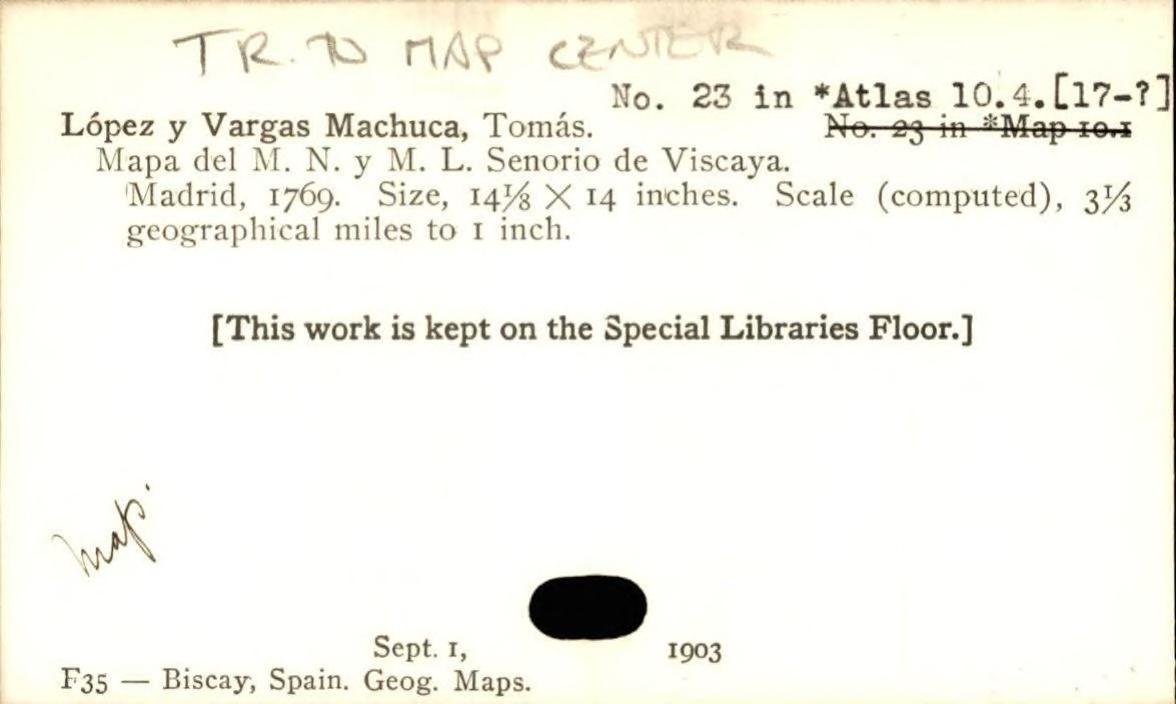 TR. TO MAP CENTER
No. 23 in *Atlas 10.4.[17-?]
López y Vargas Machuca, Tomás. No. 23 in *Map 10.1
Mapa del M. N. y M. L. Senorio de Viscaya.
Madrid, 1769. Size, 14⅛ X 14 inches. Scale (computed), 3⅓
geographical miles to 1 inch.
[This work is kept on the Special Libraries Floor.]
Map.
Sept. 1, 1903
F35 — Biscay, Spain. Geog. Maps.